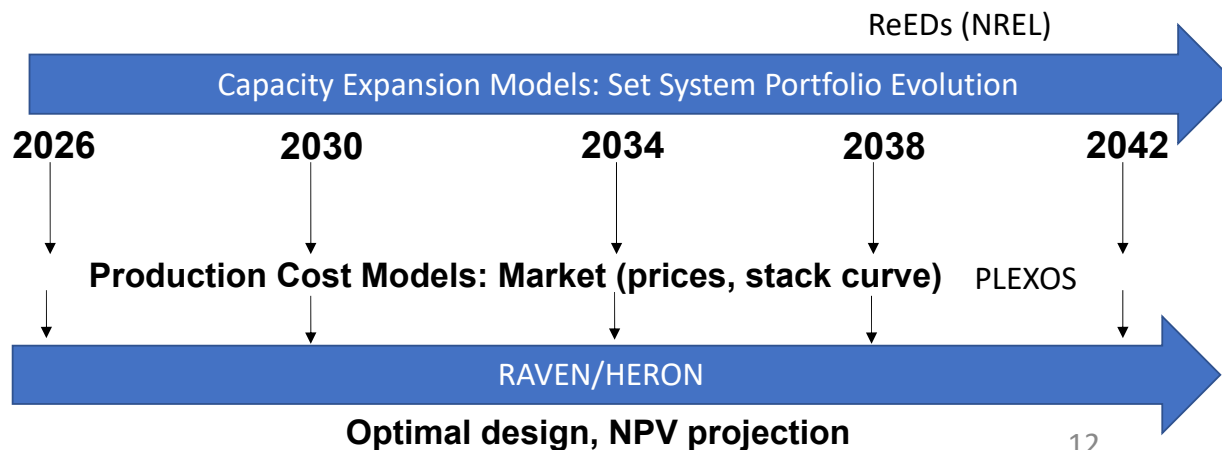 ReEDs (NREL)
Capacity Expansion Models: Set System Portfolio Evolution
2026 2030 2034 2038 2042
Production Cost Models: Market (prices, stack curve) PLEXOS
RAVEN/HERON
Optimal design, NPV projection
12